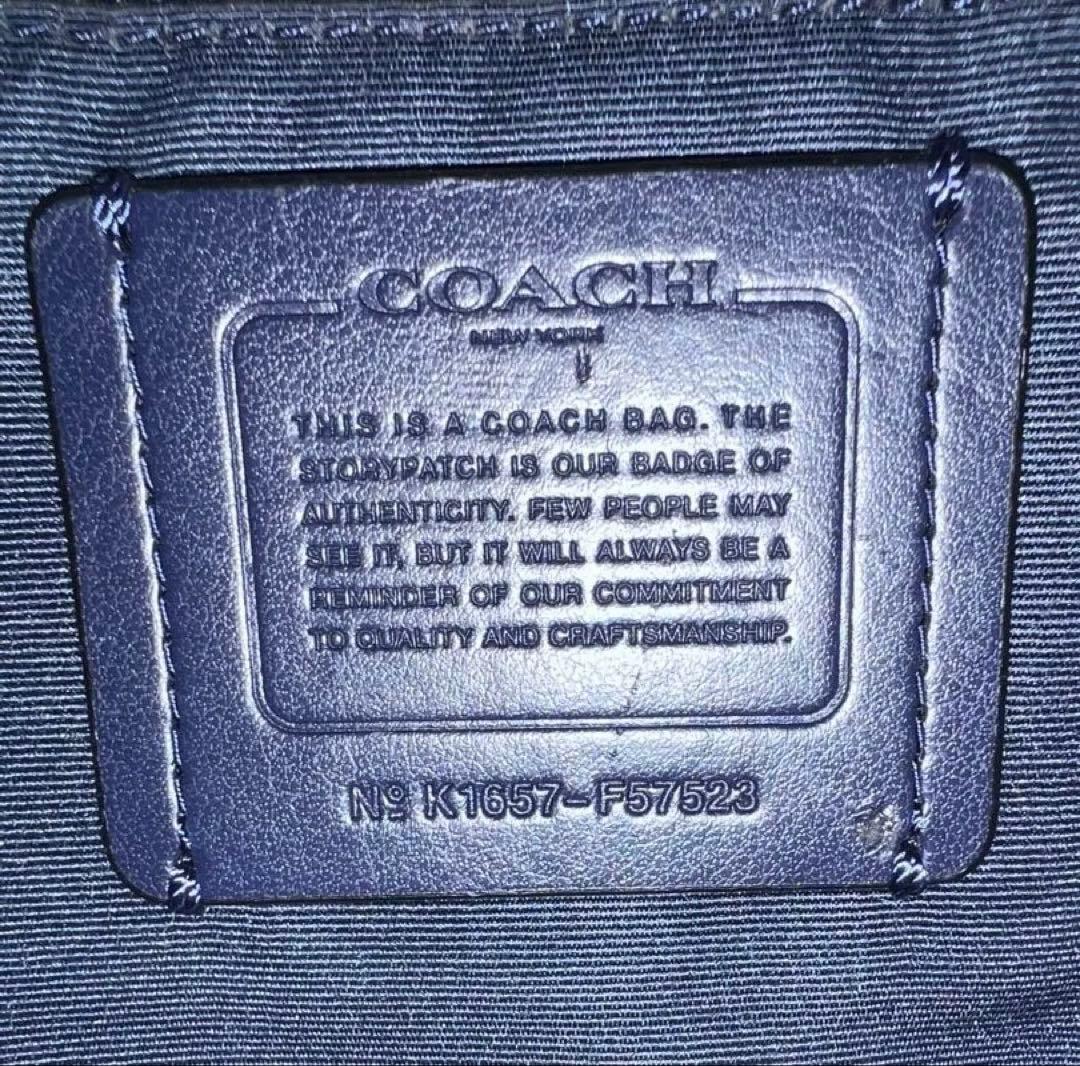 COACH
NEW YORK
THIS IS A COACH BAG. THE
STORYPATCH IS OUR BADGE OF
AUTHENTICITY. FEW PEOPLE MAY
SEE IT, BUT IT WILL ALWAYS BE A
REMINDER OF OUR COMMITMENT
TO QUALITY AND CRAFTSMANSHIP.
Nº K1657-F57523